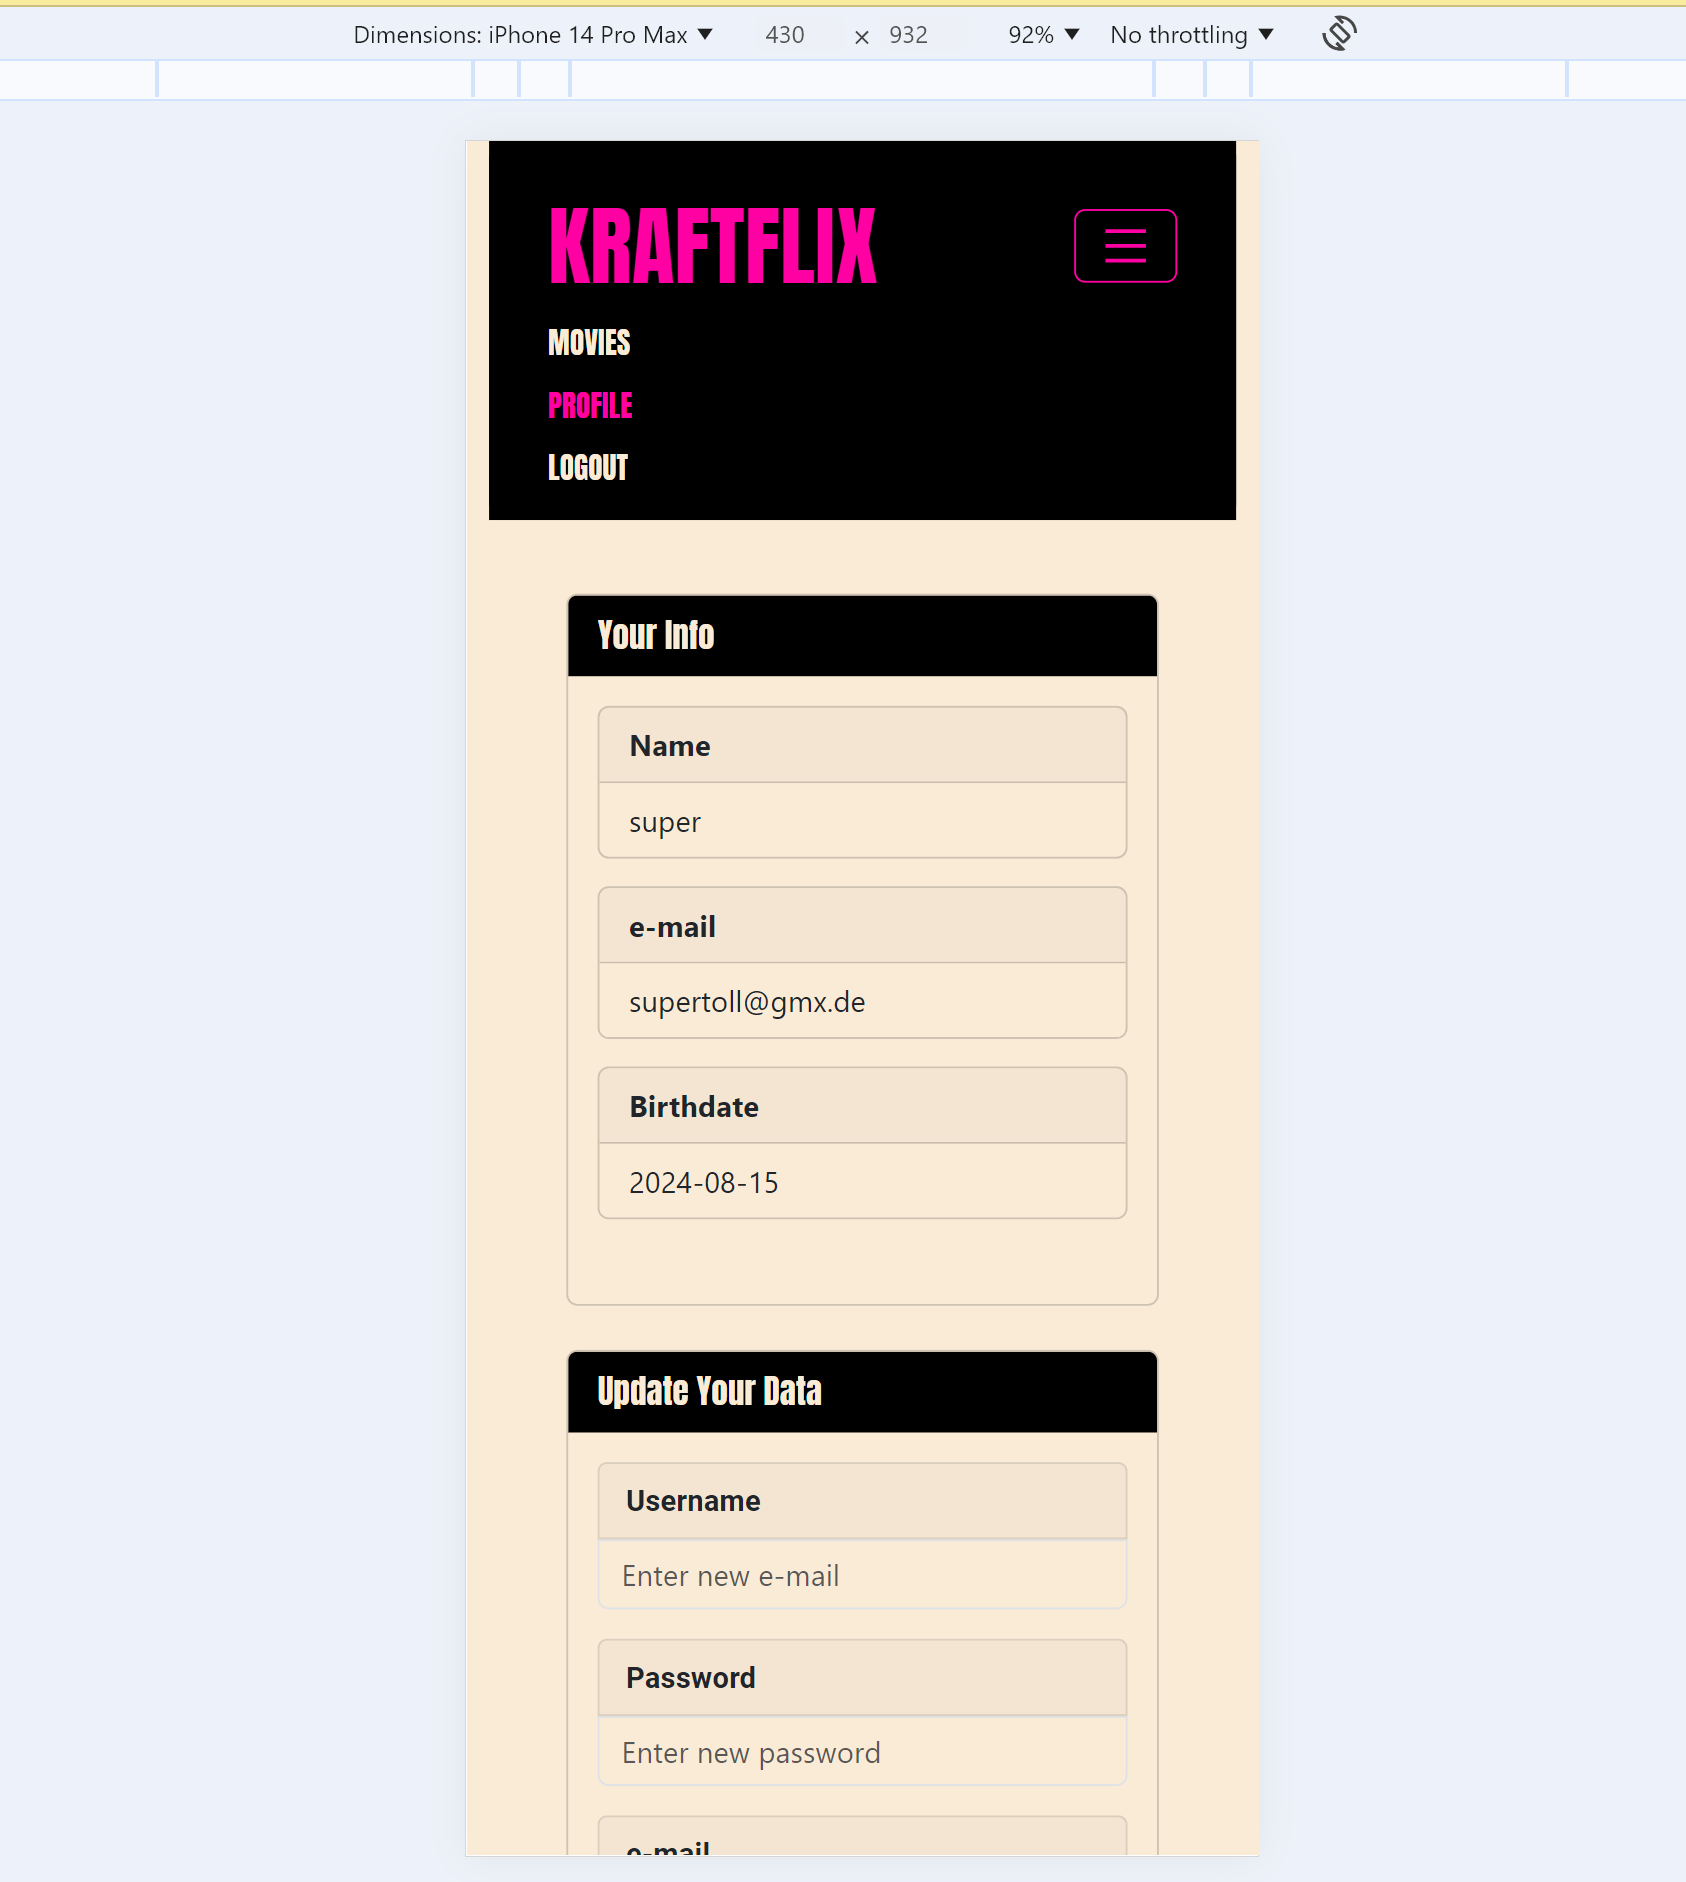 Dimensions: iPhone 14 Pro Max ▼ 430 × 932 92% ▼ No throttling ▼
KRAFTFLIX
MOVIES
PROFILE
LOGOUT
Your Info
Name
super
e-mail
supertoll@gmx.de
Birthdate
2024-08-15
Update Your Data
Username
Enter new e-mail
Password
Enter new password
e-mail